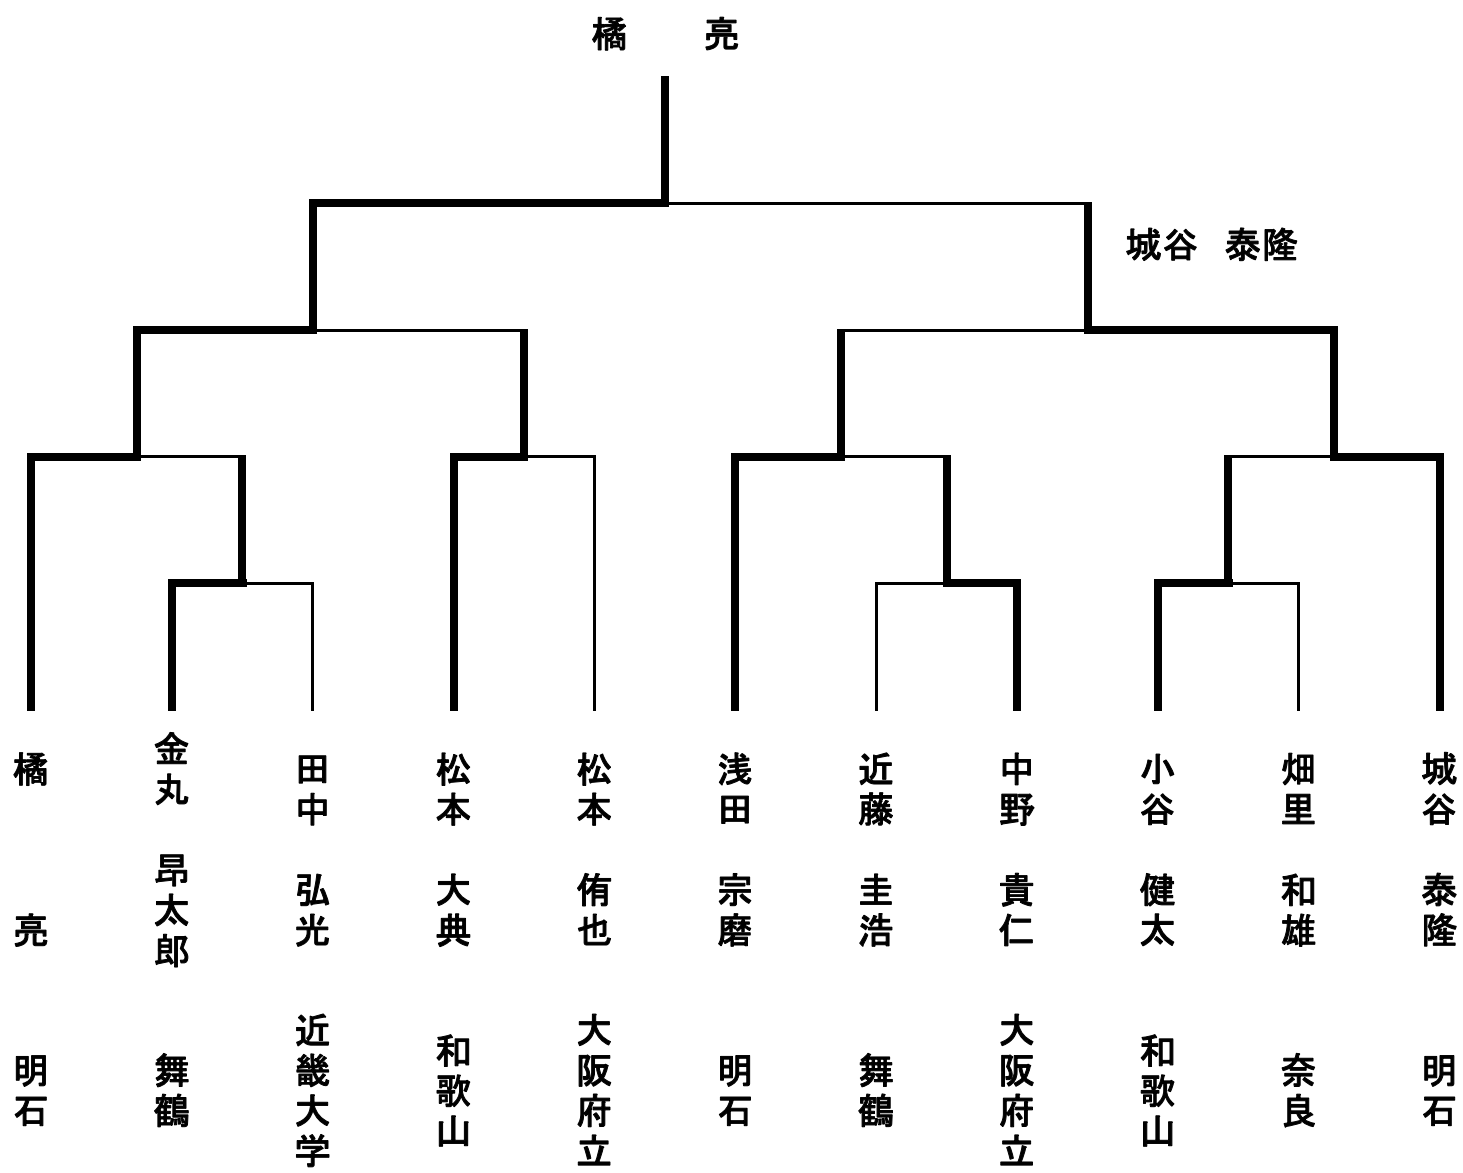 橘　亮
城谷 泰隆
橘　亮 明石
金丸 昂太郎 舞鶴
田中 弘光 近畿大学
松本 大典 和歌山
松本 侑也 大阪府立
浅田 宗磨 明石
近藤 圭浩 舞鶴
中野 貴仁 大阪府立
小谷 健太 和歌山
畑里 和雄 奈良
城谷 泰隆 明石